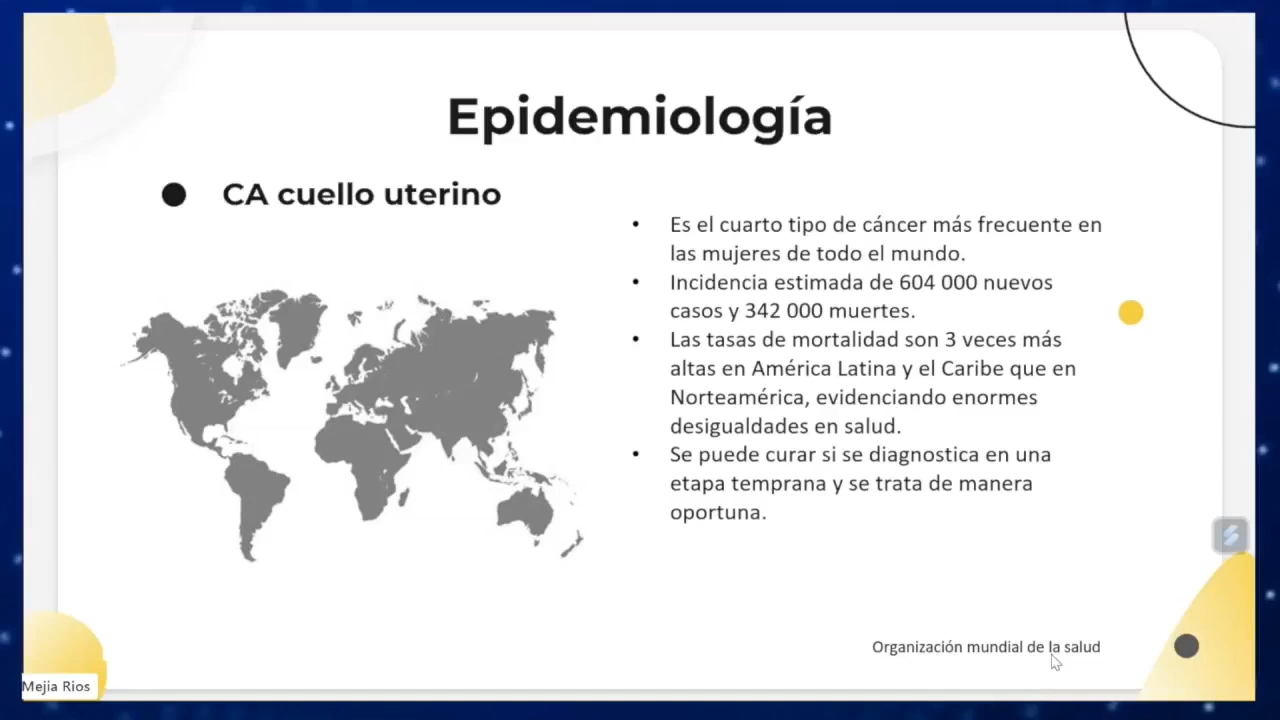 Epidemiología
CA cuello uterino
• Es el cuarto tipo de cáncer más frecuente en
las mujeres de todo el mundo.
• Incidencia estimada de 604 000 nuevos
casos y 342 000 muertes.
• Las tasas de mortalidad son 3 veces más
altas en América Latina y el Caribe que en
Norteamérica, evidenciando enormes
desigualdades en salud.
• Se puede curar si se diagnostica en una
etapa temprana y se trata de manera
oportuna.
Organización mundial de la salud
Mejia Rios